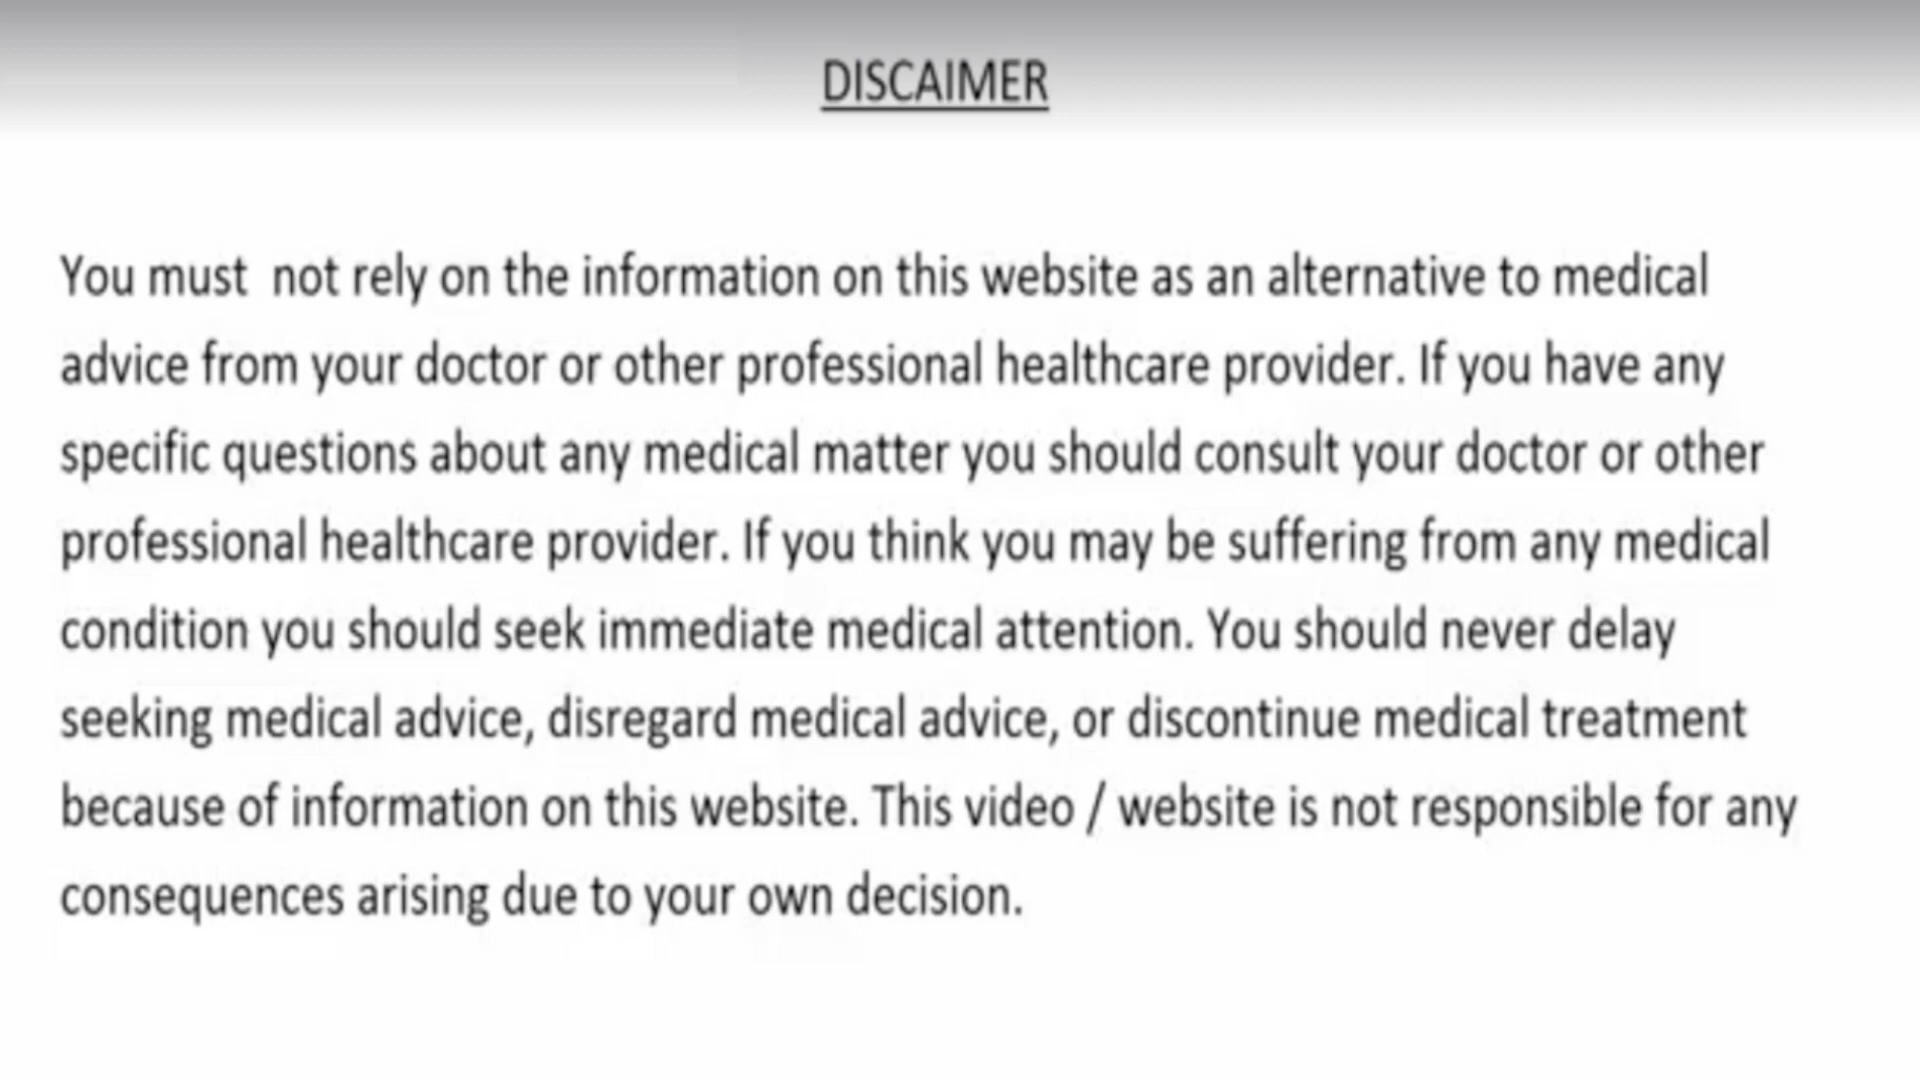 DISCAIMER
You must  not rely on the information on this website as an alternative to medical
advice from your doctor or other professional healthcare provider. If you have any
specific questions about any medical matter you should consult your doctor or other
professional healthcare provider. If you think you may be suffering from any medical
condition you should seek immediate medical attention. You should never delay
seeking medical advice, disregard medical advice, or discontinue medical treatment
because of information on this website. This video / website is not responsible for any
consequences arising due to your own decision.